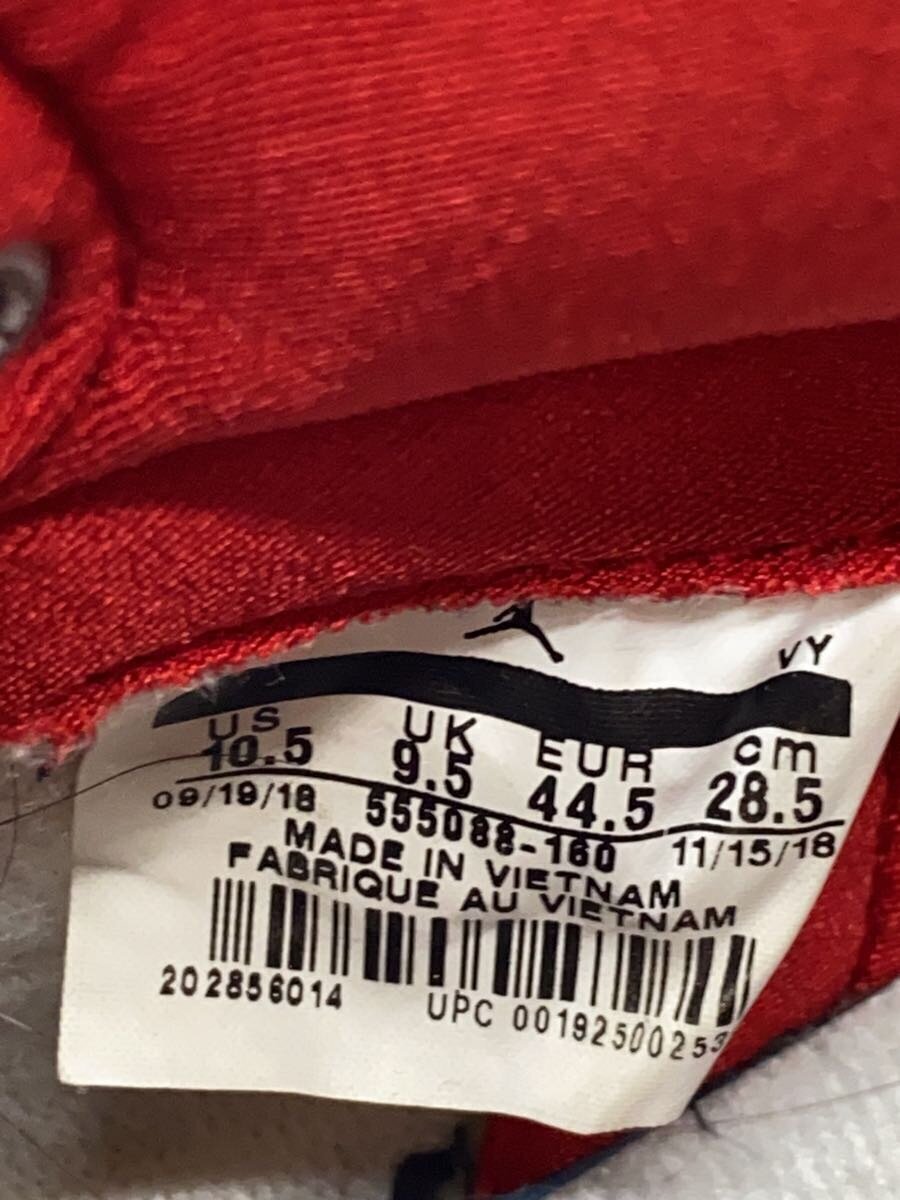 VY
US UK EUR cm
10.5 9.5 44.5 28.5
09/19/18 555088-160 11/15/18
MADE IN VIETNAM
FABRIQUE AU VIETNAM
202856014 UPC 00192500253